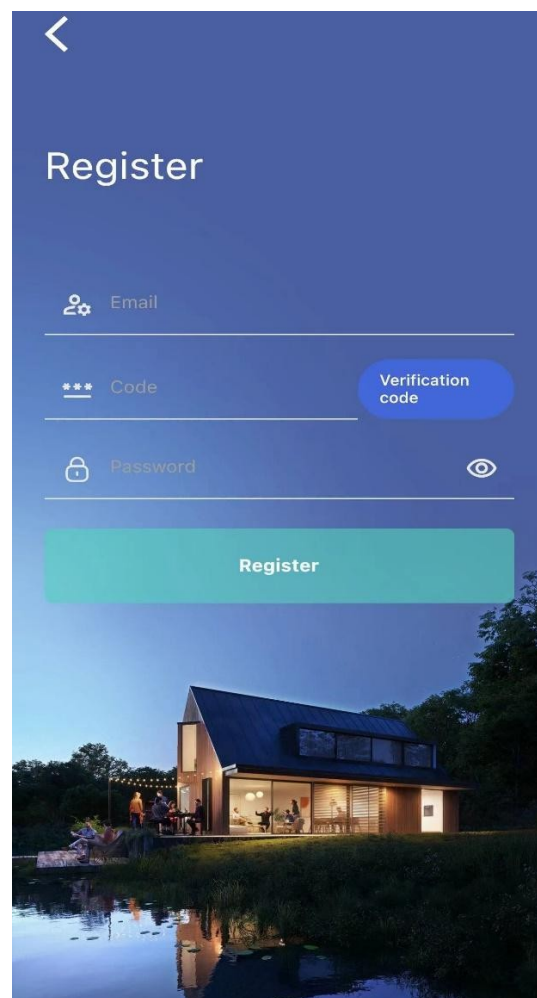 Register
Email
Code
Verification
code
Password
Register